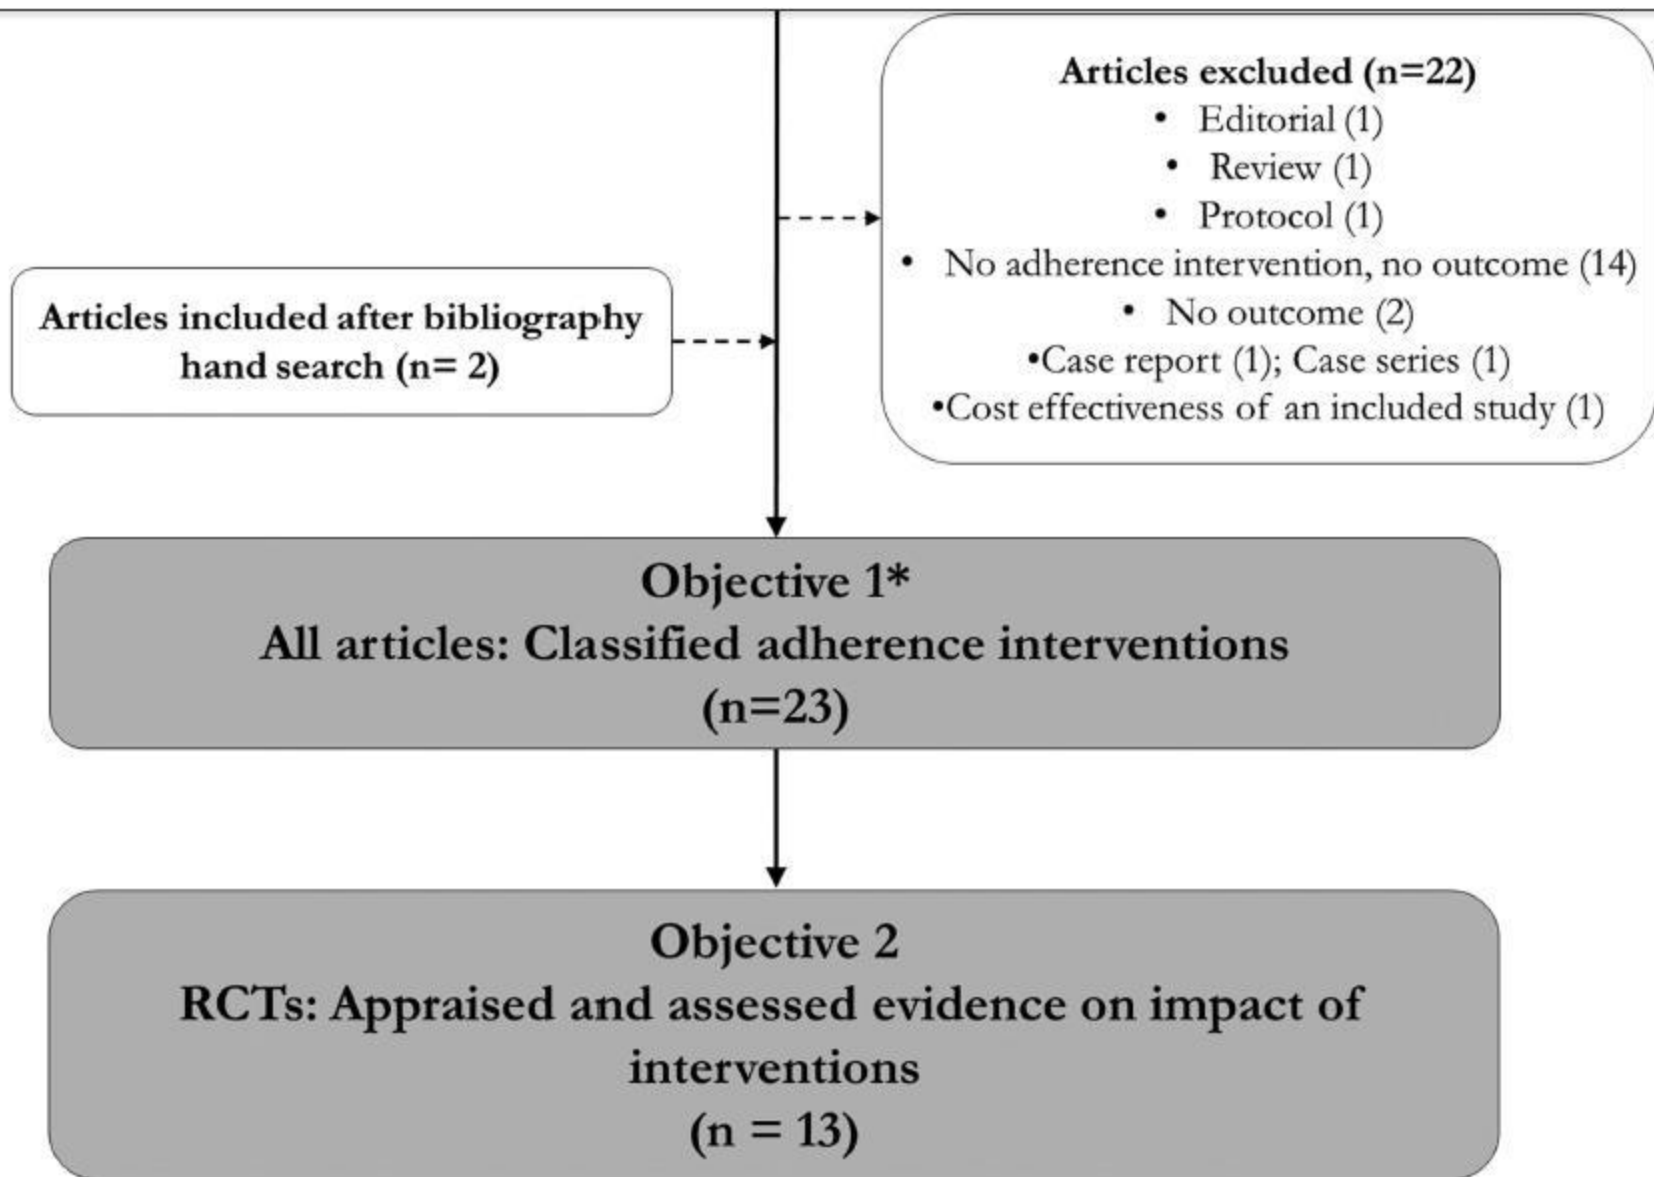 Articles excluded (n=22)
• Editorial (1)
• Review (1)
• Protocol (1)
• No adherence intervention, no outcome (14)
• No outcome (2)
•Case report (1); Case series (1)
•Cost effectiveness of an included study (1)
Articles included after bibliography
hand search (n= 2)
Objective 1*
All articles: Classified adherence interventions
(n=23)
Objective 2
RCTs: Appraised and assessed evidence on impact of
interventions
(n = 13)